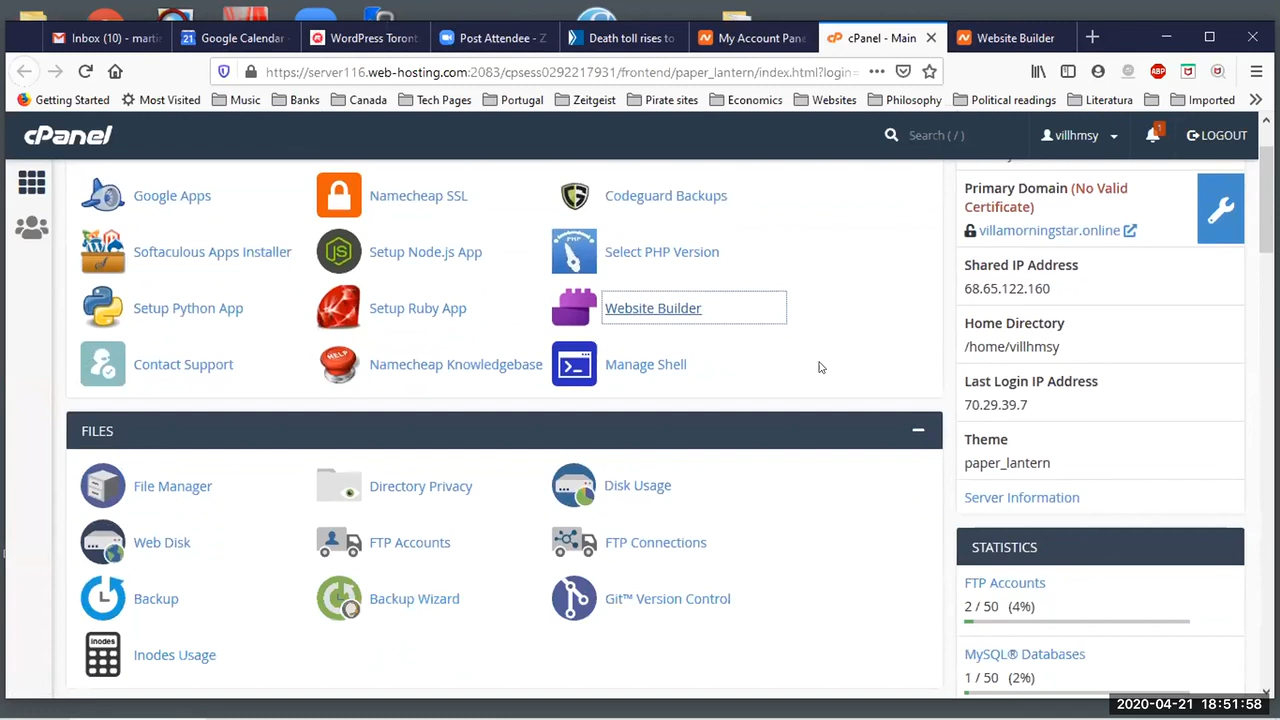 Inbox (10) - marti
Google Calendar
WordPress Toront
Post Attendee - Z
Death toll rises to
My Account Pane
cPanel - Main
Website Builder
https://server116.web-hosting.com:2083/cpsess0292217931/frontend/paper_lantern/index.html?login=
ABP
Getting Started
Most Visited
Music
Banks
Canada
Tech Pages
Portugal
Zeitgeist
Pirate sites
Economics
Websites
Philosophy
Political readings
Literatura
Imported
cPanel
Search ( / )
villhmsy
1
LOGOUT
Google Apps
Namecheap SSL
Codeguard Backups
Softaculous Apps Installer
Setup Node.js App
Select PHP Version
Setup Python App
Setup Ruby App
Website Builder
Contact Support
Namecheap Knowledgebase
Manage Shell
FILES
File Manager
Directory Privacy
Disk Usage
Web Disk
FTP Accounts
FTP Connections
Backup
Backup Wizard
Git™ Version Control
Inodes Usage
Primary Domain (No Valid
Certificate)
villamorningstar.online
Shared IP Address
68.65.122.160
Home Directory
/home/villhmsy
Last Login IP Address
70.29.39.7
Theme
paper_lantern
Server Information
STATISTICS
FTP Accounts
2 / 50 (4%)
MySQL® Databases
1 / 50 (2%)
2020-04-21 18:51:58